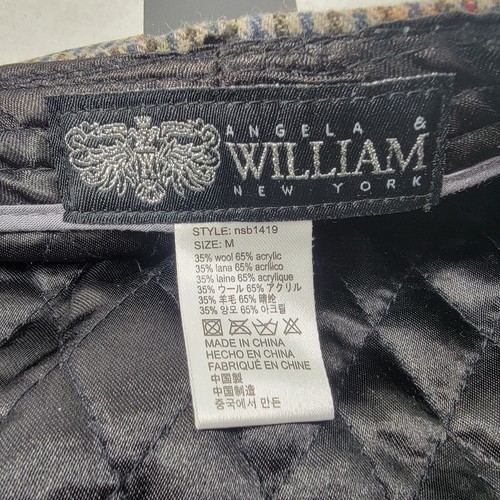 ANGELA &
WILLIAM
NEW YORK
STYLE: nsb1419
SIZE: M
35% wool 65% acrylic
35% lana 65% acrílico
35% laine 65% acrylique
35% ウール 65% アクリル
35% 羊毛 65% 腈纶
35% 양모 65% 아크릴
MADE IN CHINA
HECHO EN CHINA
FABRIQUÉ EN CHINE
中国製
中国制造
중국에서 만든